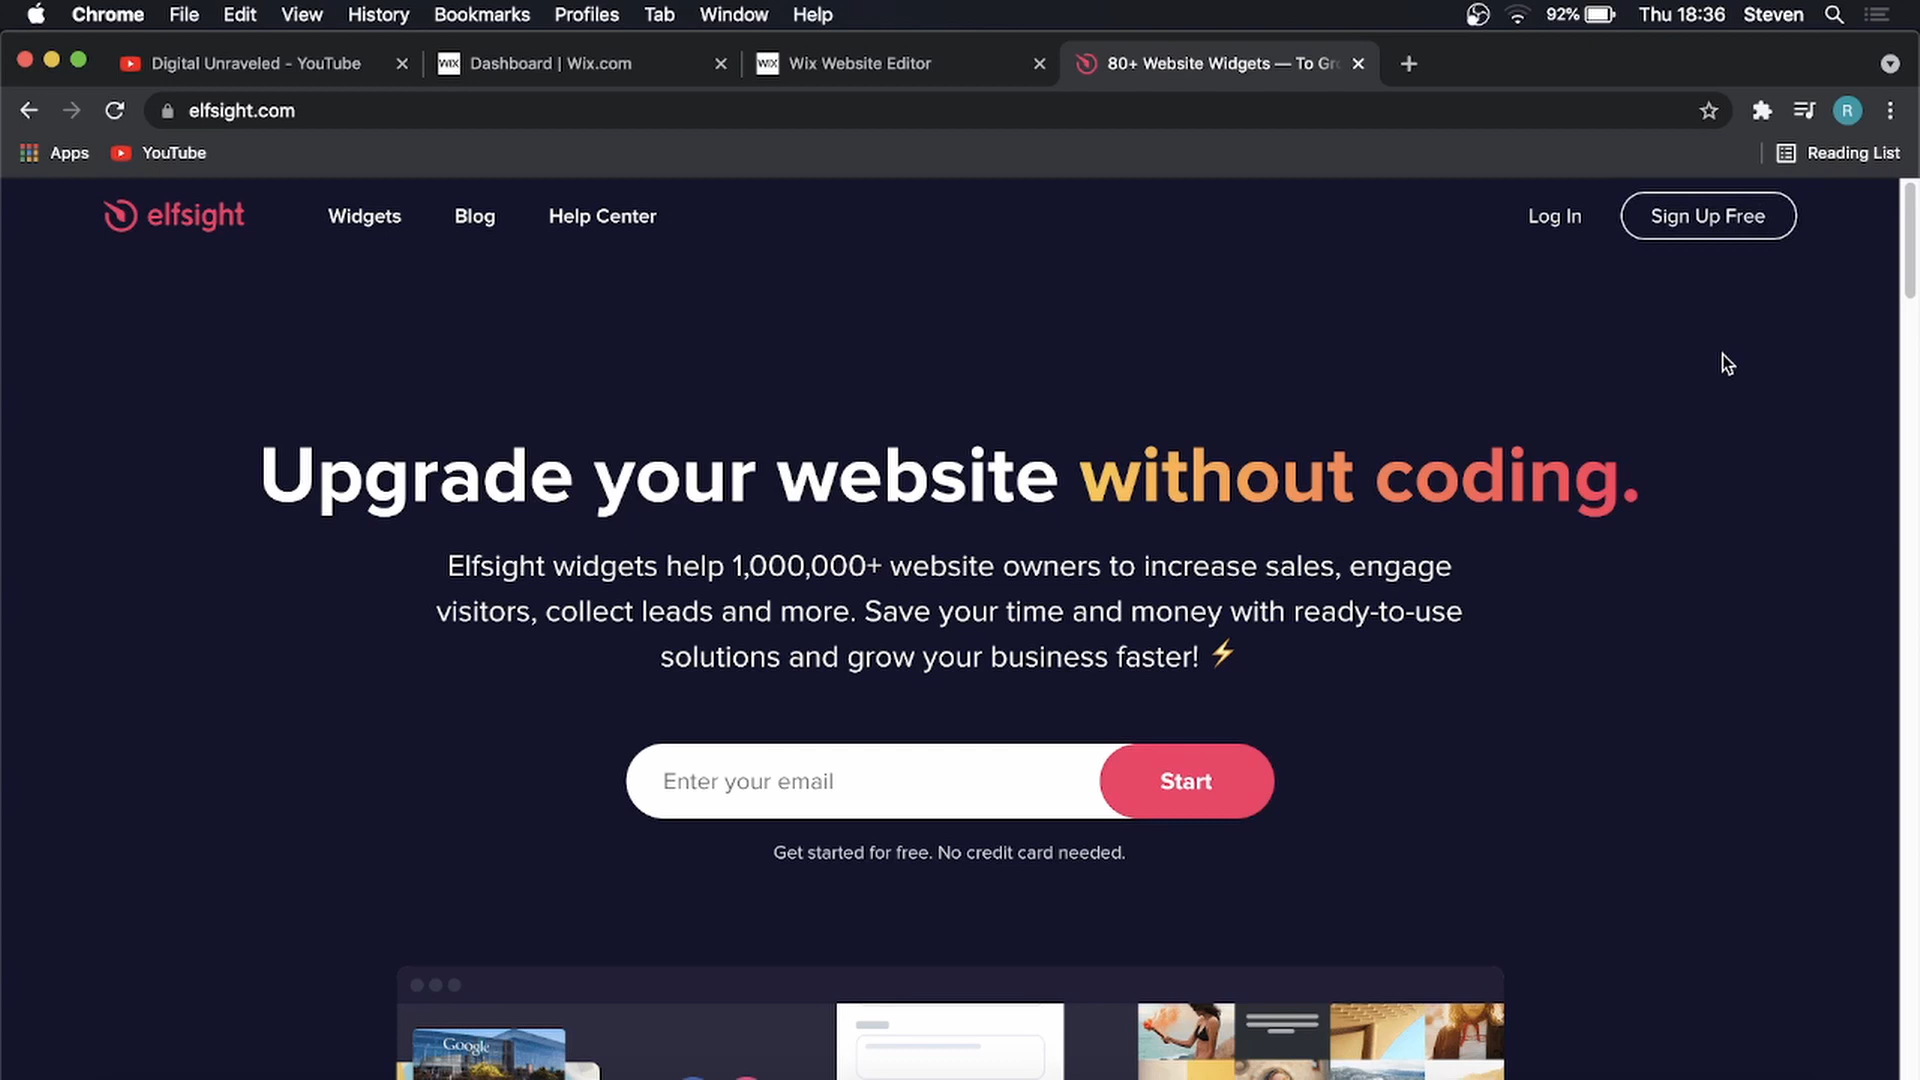 Chrome File Edit View History Bookmarks Profiles Tab Window Help 92% Thu 18:36 Steven
Digital Unraveled - YouTube WIX Dashboard | Wix.com WIX Wix Website Editor 80+ Website Widgets — To Gr
elfsight.com R
Apps YouTube Reading List
elfsight Widgets Blog Help Center Log In Sign Up Free
Upgrade your website without coding.
Elfsight widgets help 1,000,000+ website owners to increase sales, engage
visitors, collect leads and more. Save your time and money with ready-to-use
solutions and grow your business faster! ⚡
Enter your email Start
Get started for free. No credit card needed.
Google